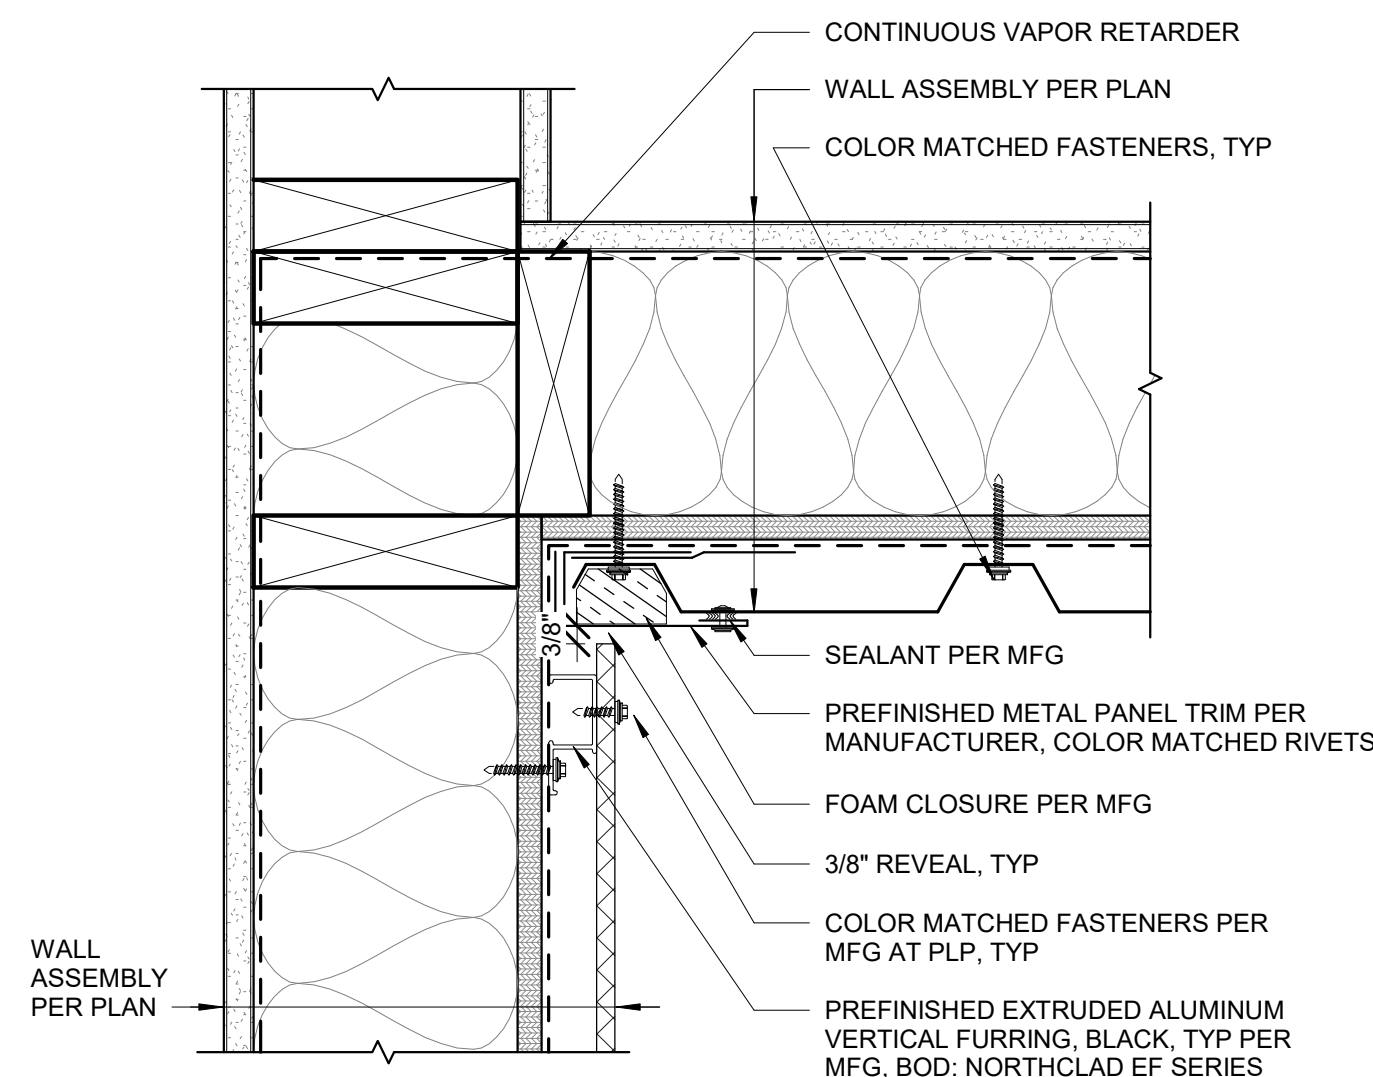 CONTINUOUS VAPOR RETARDER
WALL ASSEMBLY PER PLAN
COLOR MATCHED FASTENERS, TYP
3/8"
SEALANT PER MFG
PREFINISHED METAL PANEL TRIM PER
MANUFACTURER, COLOR MATCHED RIVETS
FOAM CLOSURE PER MFG
3/8" REVEAL, TYP
COLOR MATCHED FASTENERS PER
MFG AT PLP, TYP
WALL
ASSEMBLY
PER PLAN
PREFINISHED EXTRUDED ALUMINUM
VERTICAL FURRING, BLACK, TYP PER
MFG, BOD: NORTHCLAD EF SERIES